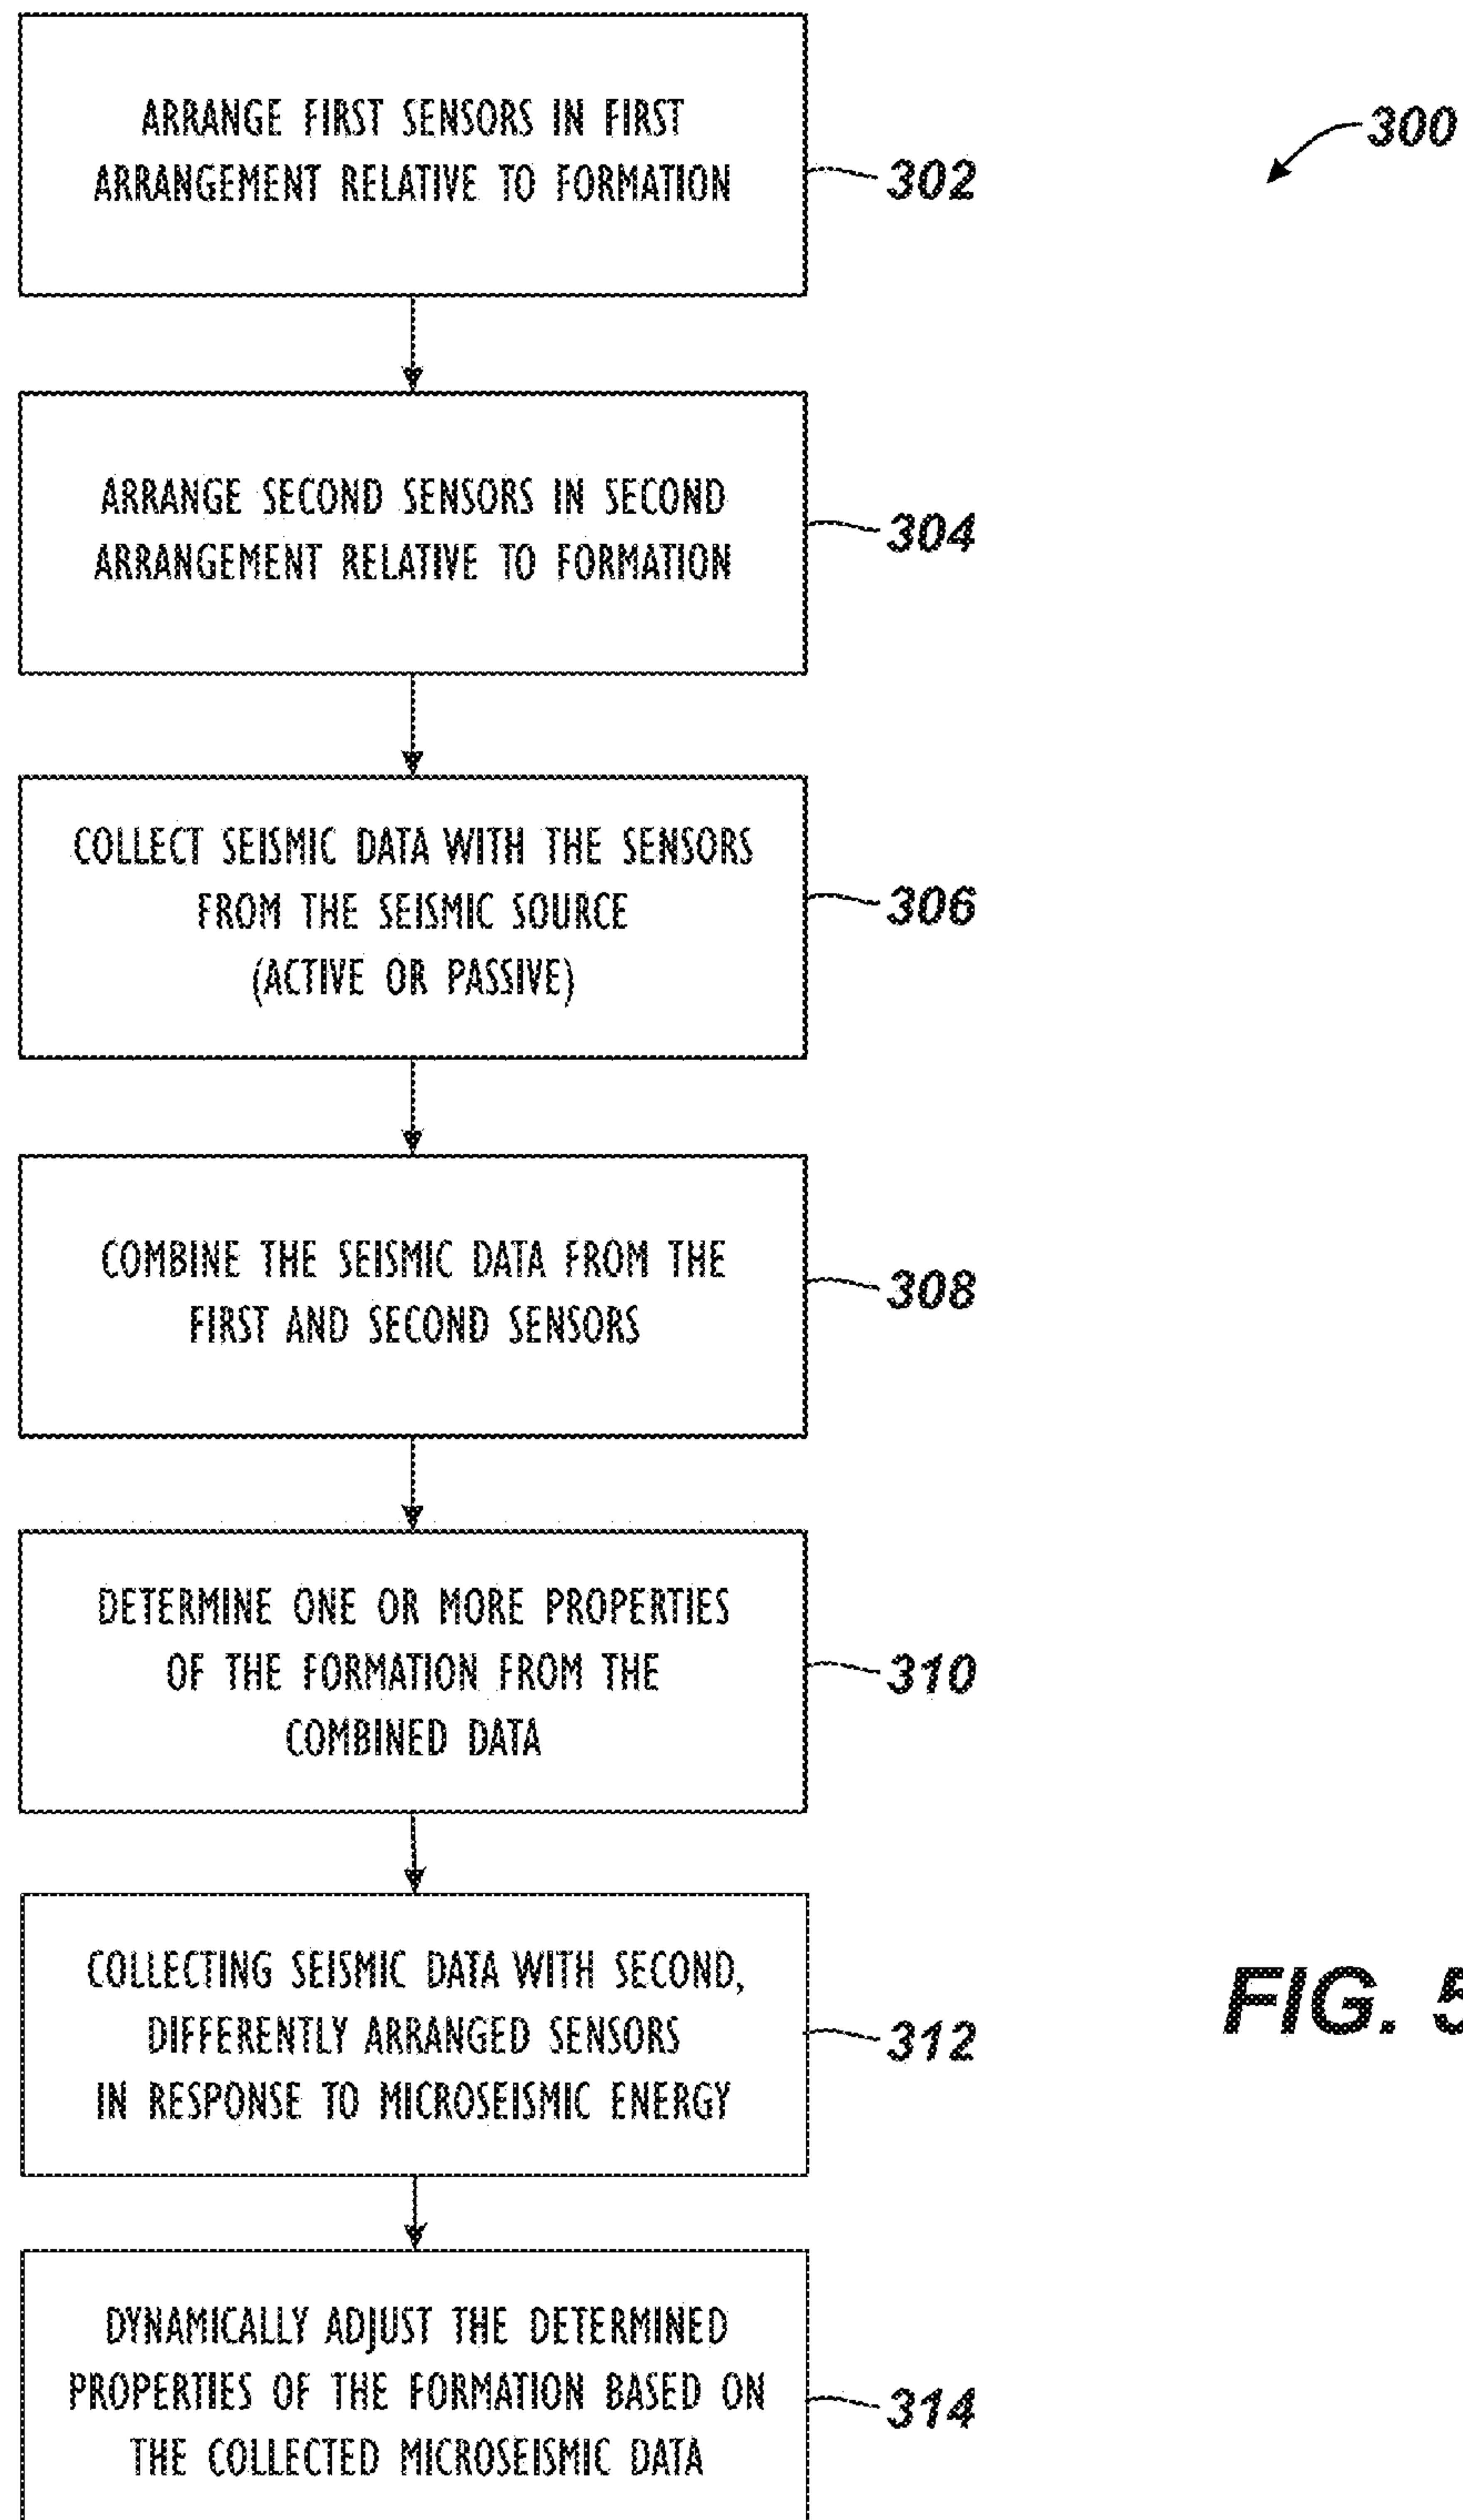 ARRANGE FIRST SENSORS IN FIRST
ARRANGEMENT RELATIVE TO FORMATION
302
300
ARRANGE SECOND SENSORS IN SECOND
ARRANGEMENT RELATIVE TO FORMATION
304
COLLECT SEISMIC DATA WITH THE SENSORS
FROM THE SEISMIC SOURCE
(ACTIVE OR PASSIVE)
306
COMBINE THE SEISMIC DATA FROM THE
FIRST AND SECOND SENSORS
308
DETERMINE ONE OR MORE PROPERTIES
OF THE FORMATION FROM THE
COMBINED DATA
310
COLLECTING SEISMIC DATA WITH SECOND,
DIFFERENTLY ARRANGED SENSORS
IN RESPONSE TO MICROSEISMIC ENERGY
312
FIG. 5
DYNAMICALLY ADJUST THE DETERMINED
PROPERTIES OF THE FORMATION BASED ON
THE COLLECTED MICROSEISMIC DATA
314